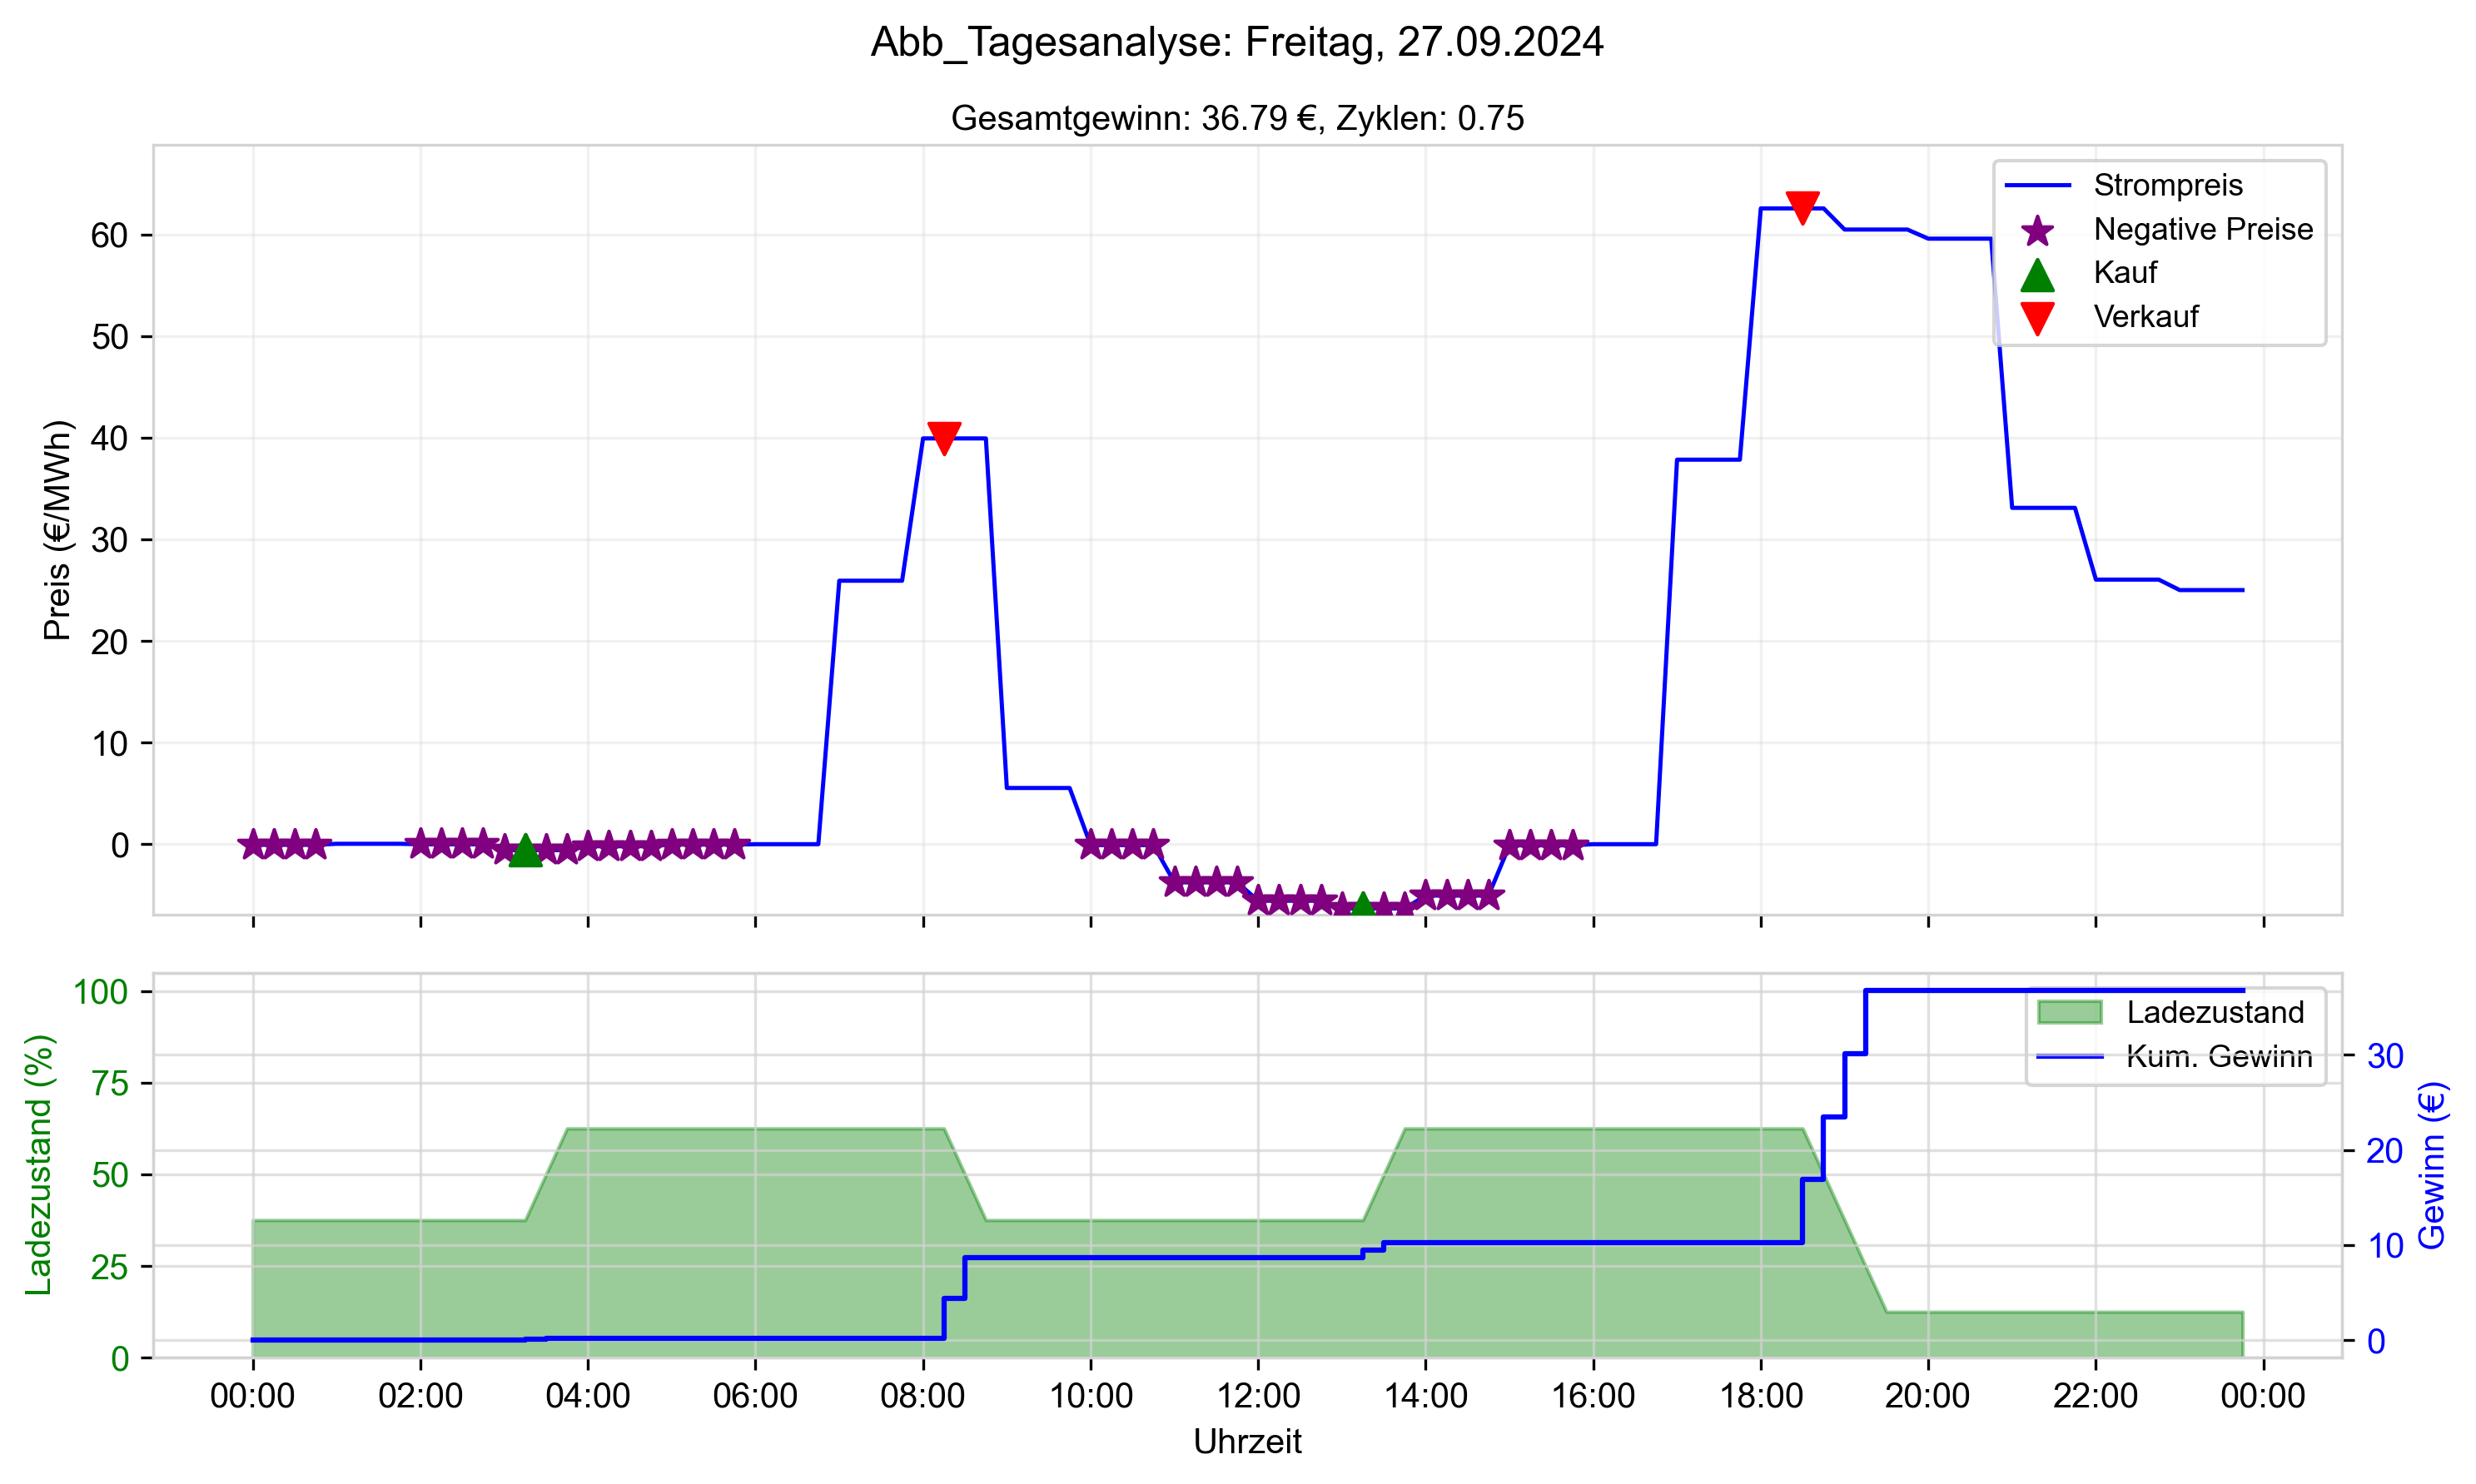 Abb_Tagesanalyse: Freitag, 27.09.2024
Gesamtgewinn: 36.79 €, Zyklen: 0.75
Preis (€/MWh)
60
50
40
30
20
10
0
Strompreis
Negative Preise
Kauf
Verkauf
Ladezustand (%)
100
75
50
25
0
Ladezustand
Kum. Gewinn
30
20
10
0
Gewinn (€)
00:00 02:00 04:00 06:00 08:00 10:00 12:00 14:00 16:00 18:00 20:00 22:00 00:00
Uhrzeit